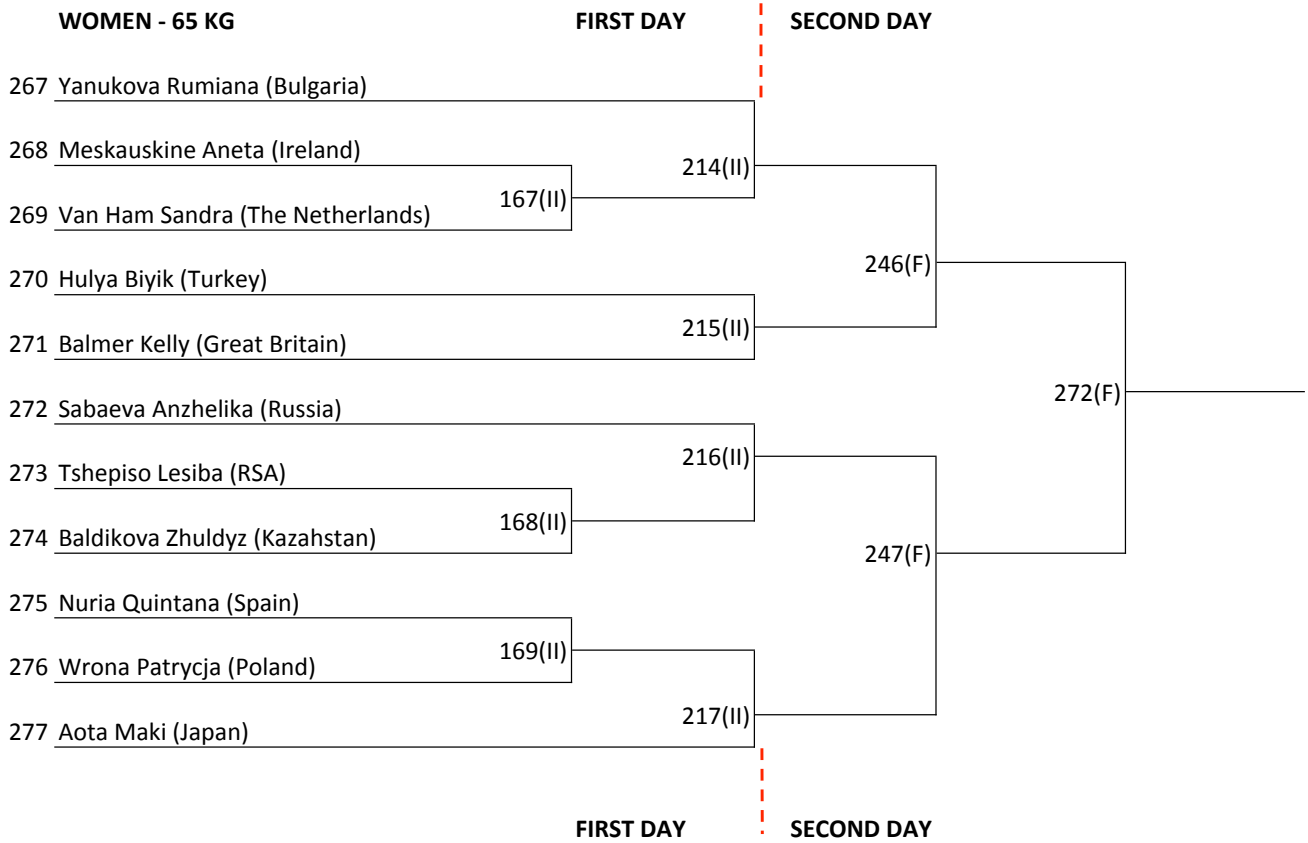 WOMEN - 65 KG FIRST DAY SECOND DAY
267 Yanukova Rumiana (Bulgaria)
268 Meskauskine Aneta (Ireland)
214(II)
167(II)
269 Van Ham Sandra (The Netherlands)
246(F)
270 Hulya Biyik (Turkey)
215(II)
271 Balmer Kelly (Great Britain)
272(F)
272 Sabaeva Anzhelika (Russia)
216(II)
273 Tshepiso Lesiba (RSA)
168(II)
274 Baldikova Zhuldyz (Kazahstan)
247(F)
275 Nuria Quintana (Spain)
169(II)
276 Wrona Patrycja (Poland)
217(II)
277 Aota Maki (Japan)
FIRST DAY SECOND DAY